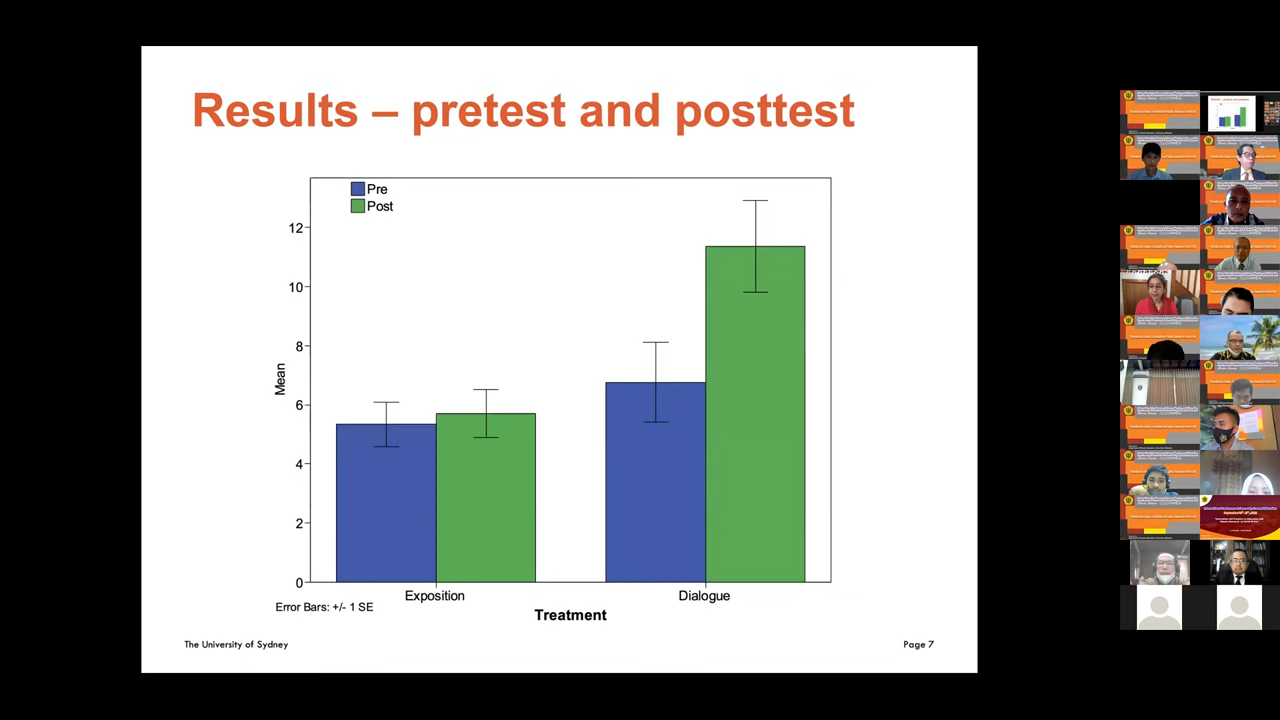 Results – pretest and posttest
Pre
Post
12
10
8
6
4
2
0
Mean
Exposition
Dialogue
Error Bars: +/- 1 SE
Treatment
The University of Sydney
Page 7